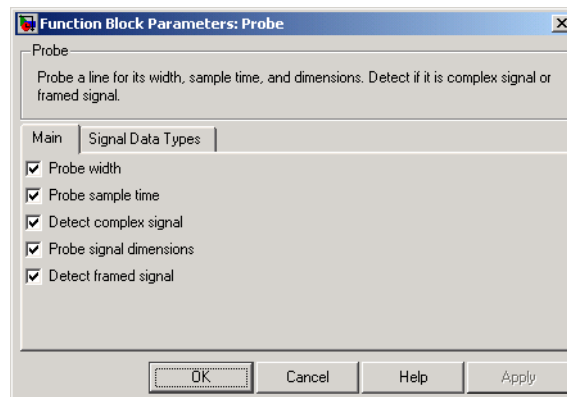 Function Block Parameters: Probe
Probe
Probe a line for its width, sample time, and dimensions. Detect if it is complex signal or
framed signal.
Main
Signal Data Types
Probe width
Probe sample time
Detect complex signal
Probe signal dimensions
Detect framed signal
OK
Cancel
Help
Apply